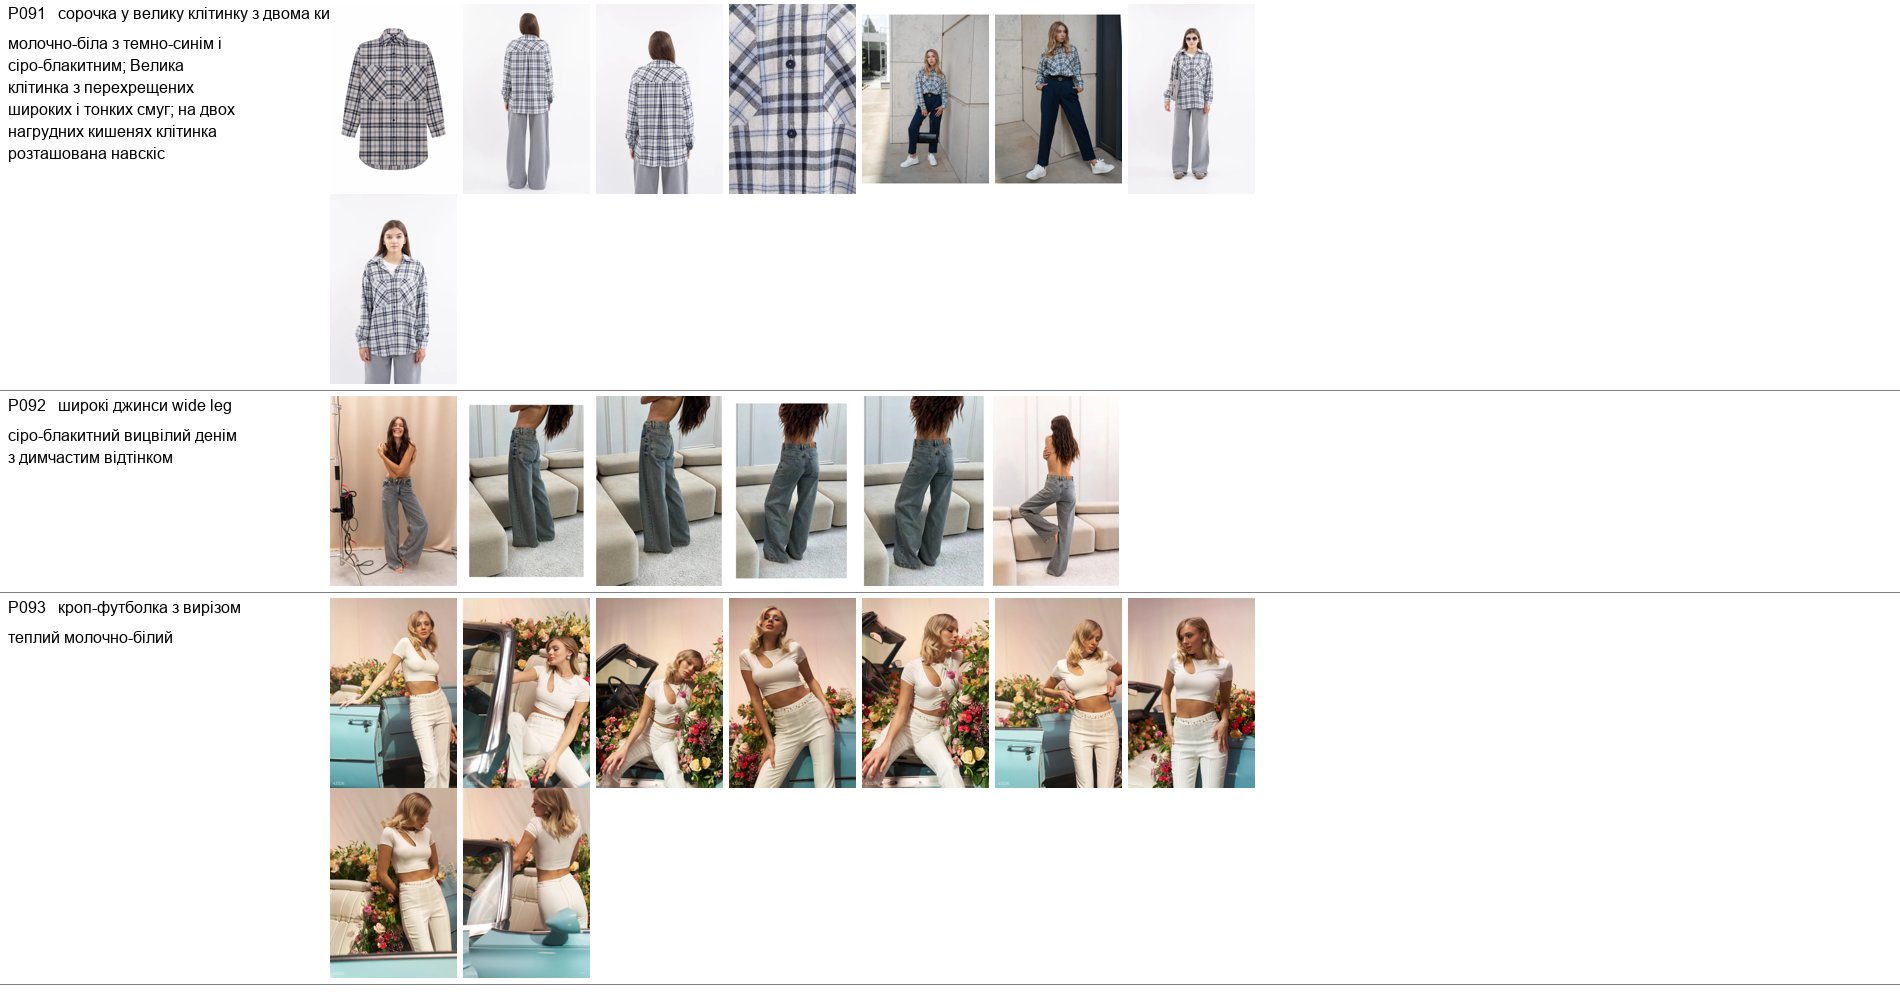 P091 сорочка у велику клітинку з двома ки
молочно-біла з темно-синім і
сіро-блакитним; Велика
клітинка з перехрещених
широких і тонких смуг; на двох
нагрудних кишенях клітинка
розташована навскіс
P092 широкі джинси wide leg
сіро-блакитний вицвілий денім
з димчастим відтінком
P093 кроп-футболка з вирізом
теплий молочно-білий